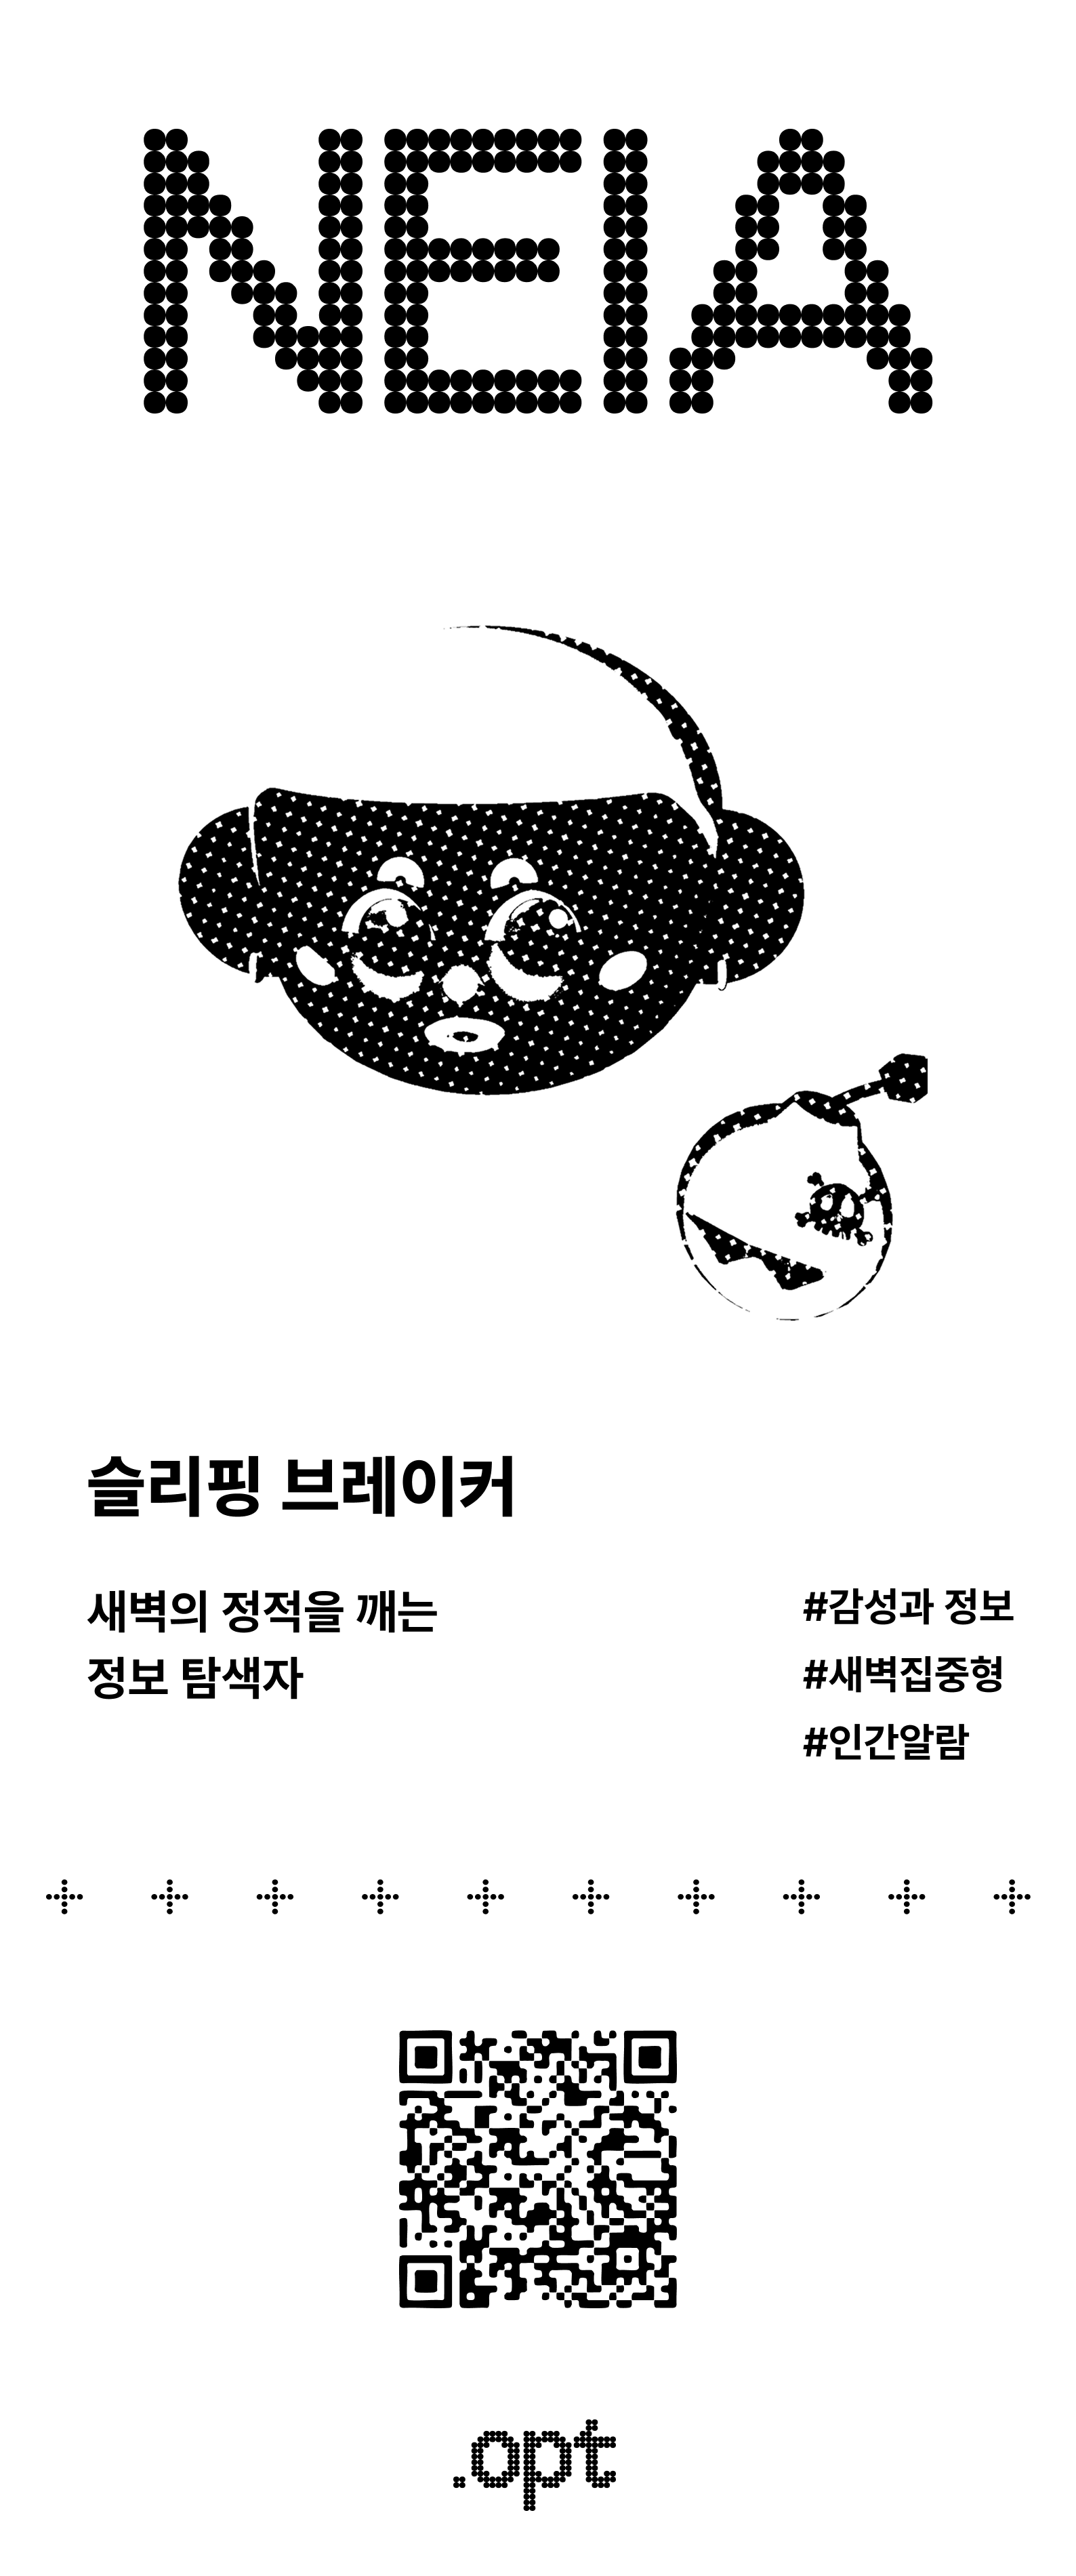 NEIA
슬리핑 브레이커
새벽의 정적을 깨는
정보 탐색자
#감성과 정보
#새벽집중형
#인간알람
.opt